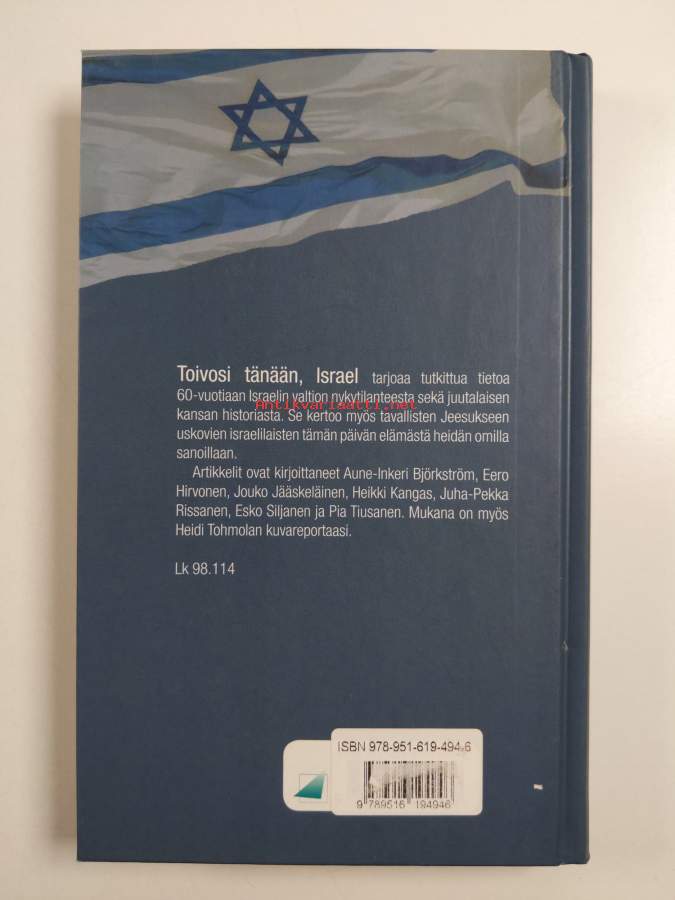 Toivosi tänään, Israel tarjoaa tutkittua tietoa
60-vuotiaan Israelin valtion nykytilanteesta sekä juutalaisen
Antikvariaatti.net
kansan historiasta. Se kertoo myös tavallisten Jeesukseen
uskovien israelilaisten tämän päivän elämästä heidän omilla
sanoillaan.
Artikkelit ovat kirjoittaneet Aune-Inkeri Björkström, Eero
Hirvonen, Jouko Jääskeläinen, Heikki Kangas, Juha-Pekka
Rissanen, Esko Siljanen ja Pia Tiusanen. Mukana on myös
Heidi Tohmolan kuvareportaasi.
Lk 98.114
ISBN 978-951-619-494-6
9 789516 194946